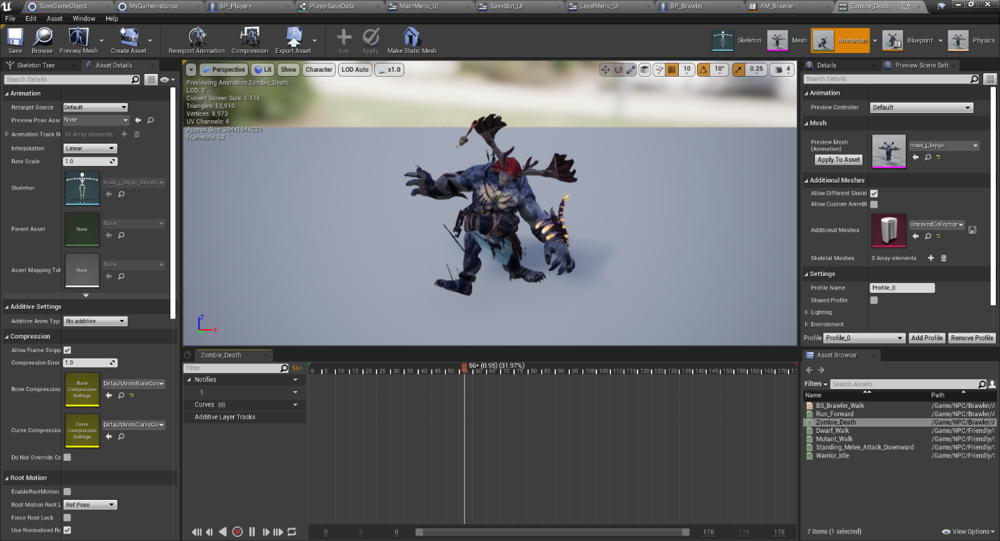 SaveGameObject MyGameInstance BP_Player* PlayerSaveData MainMenu_UI SaveSlot_UI LevelMenu_UI BP_Brawler AM_Brawler Zombie_Death
File Edit Asset Window Help
Save Browse Preview Mesh Create Asset Reimport Animation Compression Export Asset Key Apply Make Static Mesh Skeleton Mesh Animation Blueprint Physics
Skeleton Tree Asset Details
Search Details
Animation
Retarget Source Default
Preview Pose Asse None
Animation Track N 57 Array elements
Interpolation Linear
Rate Scale 1.0
Skeleton maw_j_laygo_Skeleto
Parent Asset None None
Asset Mapping Tab None None
Additive Settings
Additive Anim Typ No additive
Compression
Allow Frame Stripp
Compression Error 1.0
Bone Compression Bone Compression Settings DefaultAnimBoneCon
Curve Compression Curve Compression Settings DefaultAnimCurveCo
Do Not Override Co
Root Motion
EnableRootMotion
Root Motion Root L Ref Pose
Force Root Lock
Use Normalized Ro
Perspective Lit Show Character LOD Auto x1.0 10 10° 0.25 4
Previewing Animation Zombie_Death
LOD: 0
Current Screen Size: 1.116
Triangles: 13,910
Vertices: 8,973
UV Channels: 4
Approx Size: 304x164x239
Framerate: 60
Z
X
Zombie_Death
Filter 56*
56* (0.95) (31.97%)
0 5 10 15 20 25 30 35 40 45 50 55 60 65 70 75 80 85 90 95 100 105 110 115 120 125 130 135 140 145 150 155 160 165 170 17
Notifies
1
Curves (0)
Additive Layer Tracks
0 0 0 178 178 178
Details Preview Scene Sett
Search Details
Animation
Preview Controller Default
Mesh
Preview Mesh (Animation) maw_j_laygo
Apply To Asset
Additional Meshes
Allow Different Skelet
Allow Custom AnimBl
Additional Meshes UnsavedCollection
Skeletal Meshes 0 Array elements
Settings
Profile Name Profile_0
Shared Profile
Lighting
Environment
Profile Profile_0 Add Profile Remove Profile
Asset Browser
Filters Search Assets
Name Path
BS_Brawler_Walk /Game/NPC/Brawler//A
Run_Forward /Game/NPC/Brawler//A
Zombie_Death /Game/NPC/Brawler//A
Dwarf_Walk /Game/NPC/Friendly/S
Mutant_Walk /Game/NPC/Friendly/S
Standing_Melee_Attack_Downward /Game/NPC/Friendly/S
Warrior_Idle /Game/NPC/Friendly/S
7 items (1 selected) View Options